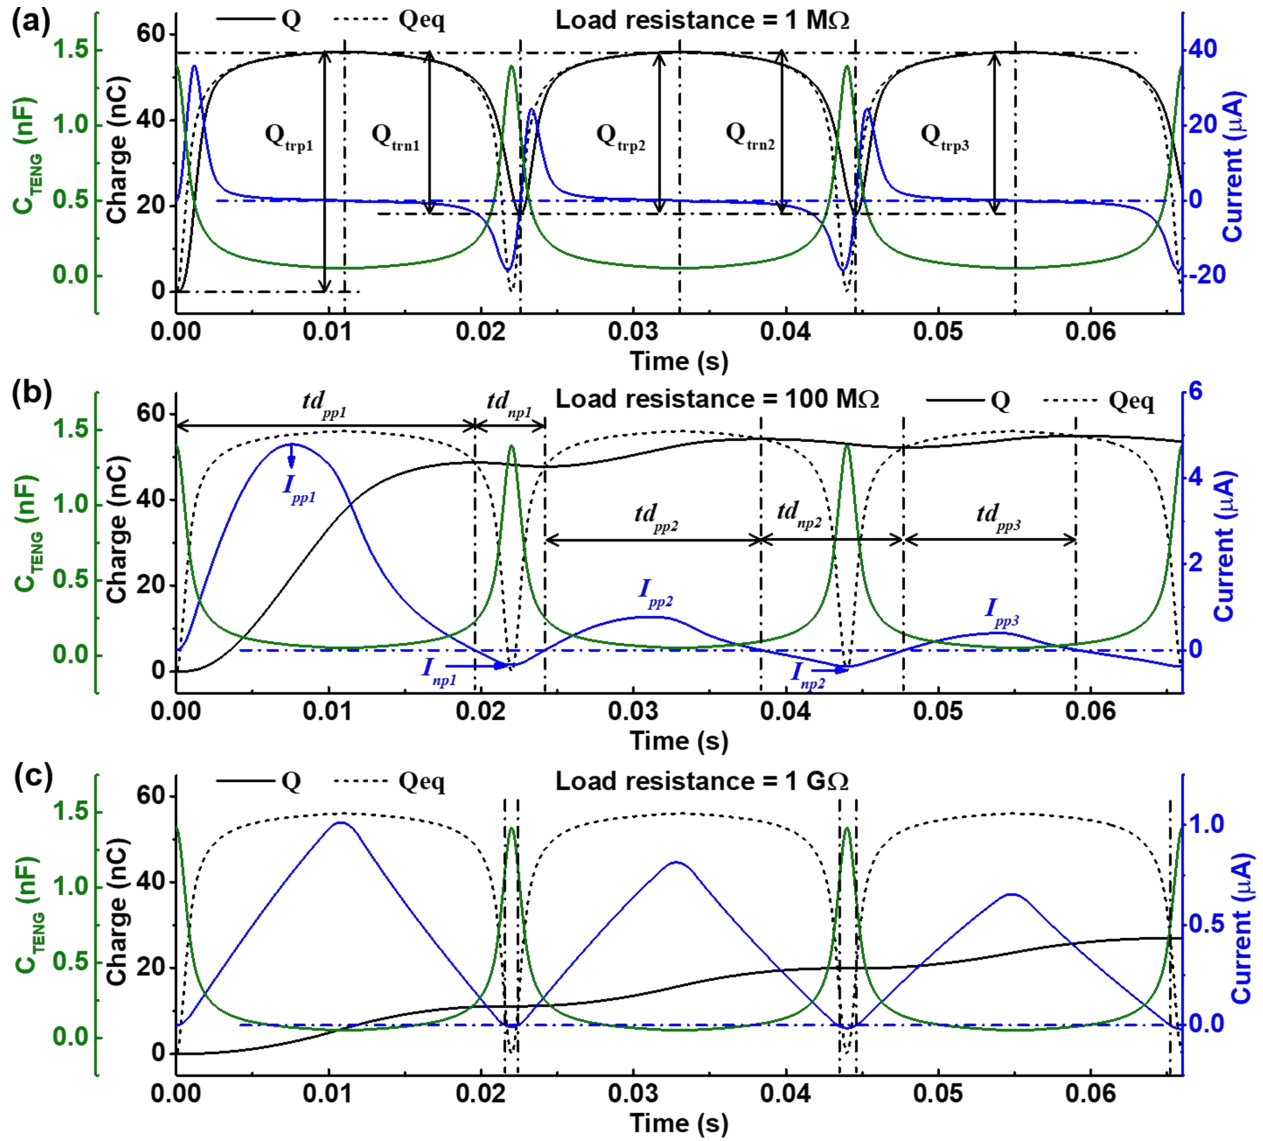 (a)
Q
Qeq
Load resistance = 1 MΩ
C_TENG (nF)
1.5
1.0
0.5
0.0
Charge (nC)
60
40
20
0
Q_trp1
Q_trn1
Q_trp2
Q_trn2
Q_trp3
40
20
0
-20
Current (μA)
0.00 0.01 0.02 0.03 0.04 0.05 0.06
Time (s)
(b)
Load resistance = 100 MΩ
Q
Qeq
C_TENG (nF)
1.5
1.0
0.5
0.0
Charge (nC)
60
40
20
0
td_pp1
td_np1
td_pp2
td_np2
td_pp3
I_pp1
I_np1
I_pp2
I_np2
I_pp3
6
4
2
0
Current (μA)
0.00 0.01 0.02 0.03 0.04 0.05 0.06
Time (s)
(c)
Q
Qeq
Load resistance = 1 GΩ
C_TENG (nF)
1.5
1.0
0.5
0.0
Charge (nC)
60
40
20
0
1.0
0.5
0.0
Current (μA)
0.00 0.01 0.02 0.03 0.04 0.05 0.06
Time (s)